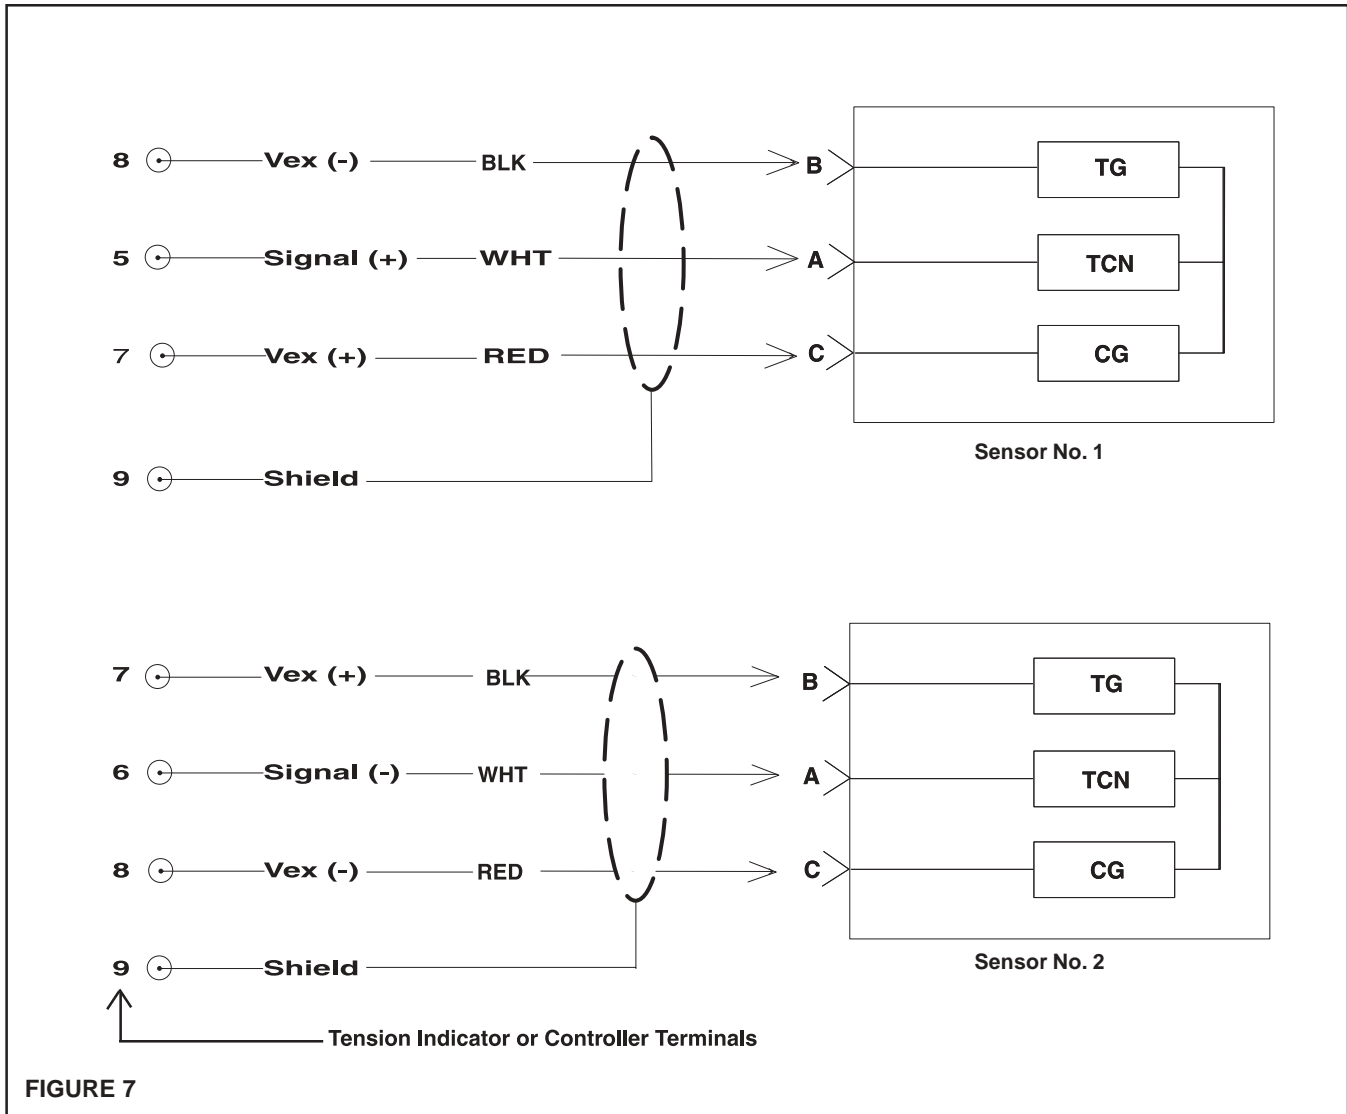 8 Vex (-) BLK B TG
5 Signal (+) WHT A TCN
7 Vex (+) RED C CG
Sensor No. 1
9 Shield
7 Vex (+) BLK B TG
6 Signal (-) WHT A TCN
8 Vex (-) RED C CG
Sensor No. 2
9 Shield
Tension Indicator or Controller Terminals
FIGURE 7